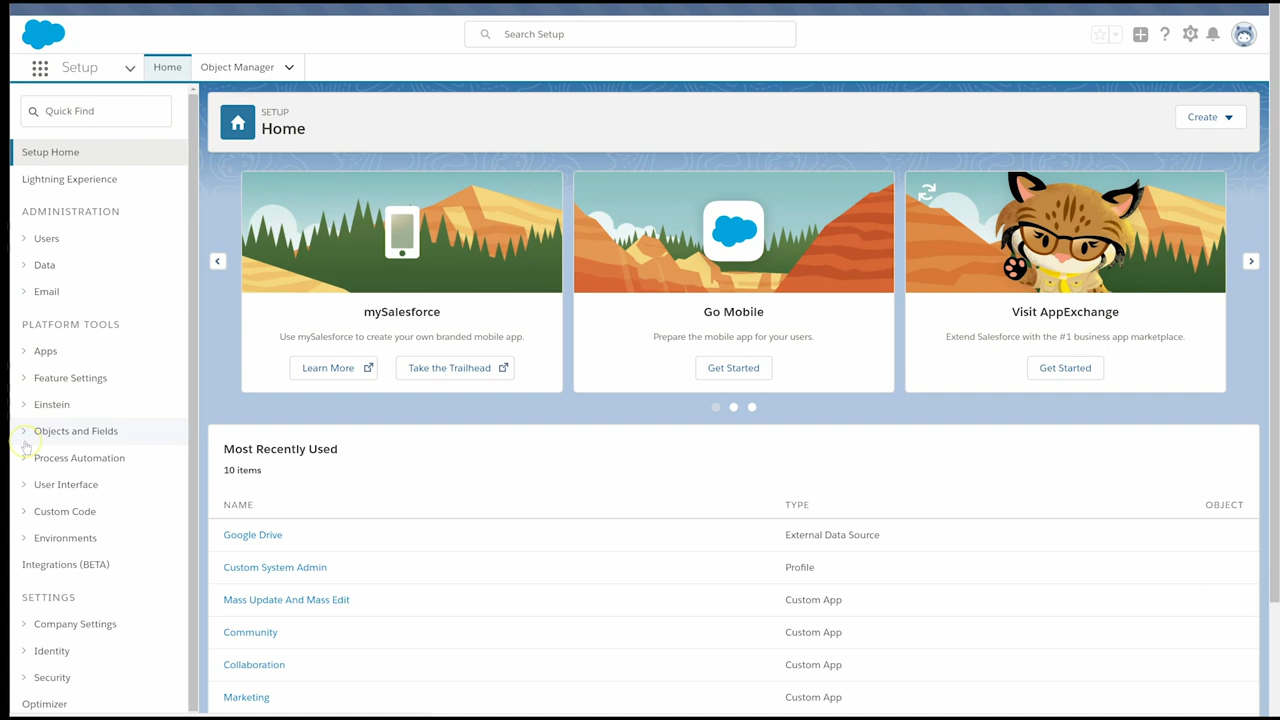 Search Setup
Setup
Home
Object Manager
Quick Find
Setup Home
Lightning Experience
ADMINISTRATION
Users
Data
Email
PLATFORM TOOLS
Apps
Feature Settings
Einstein
Objects and Fields
Process Automation
User Interface
Custom Code
Environments
Integrations (BETA)
SETTINGS
Company Settings
Identity
Security
Optimizer
SETUP
Home
Create
mySalesforce
Use mySalesforce to create your own branded mobile app.
Learn More
Take the Trailhead
Go Mobile
Prepare the mobile app for your users.
Get Started
Visit AppExchange
Extend Salesforce with the #1 business app marketplace.
Get Started
Most Recently Used
10 items
NAME TYPE OBJECT
Google Drive External Data Source
Custom System Admin Profile
Mass Update And Mass Edit Custom App
Community Custom App
Collaboration Custom App
Marketing Custom App